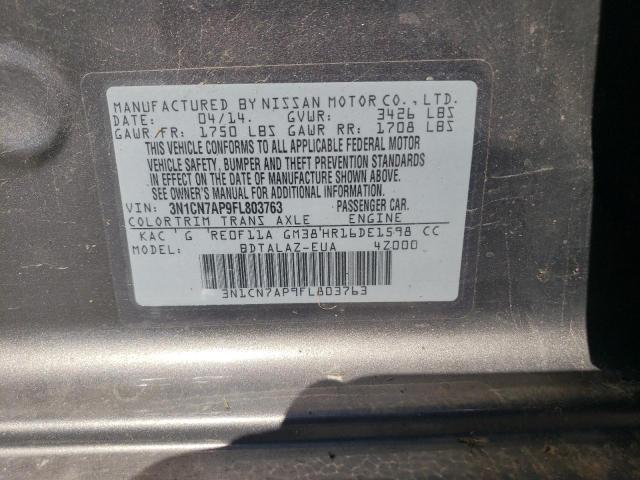 MANUFACTURED BY NISSAN MOTOR CO., LTD.
DATE: 04/14. GVWR: 3426 LBS
GAWR FR: 1750 LBS GAWR RR: 1708 LBS
THIS VEHICLE CONFORMS TO ALL APPLICABLE FEDERAL MOTOR
VEHICLE SAFETY, BUMPER AND THEFT PREVENTION STANDARDS
IN EFFECT ON THE DATE OF MANUFACTURE SHOWN ABOVE.
SEE OWNER'S MANUAL FOR ADDITIONAL INFORMATION.
VIN: 3N1CN7AP9FL803763 PASSENGER CAR.
COLOR TRIM TRANS AXLE ENGINE
KAC G RE0F11A GM38 HR16DE1598 CC
MODEL: BDTALAZ-EUA 4Z000
3N1CN7AP9FL803763